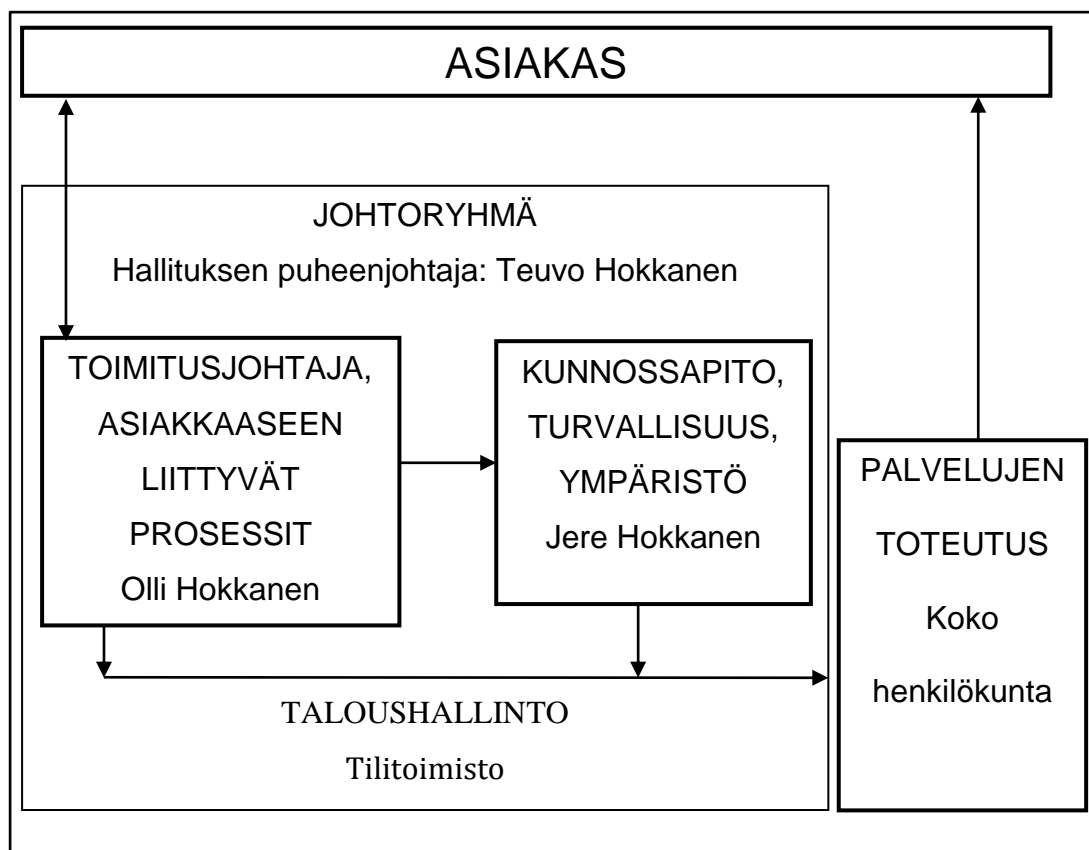 ASIAKAS
JOHTORYHMÄ
Hallituksen puheenjohtaja: Teuvo Hokkanen
TOIMITUSJOHTAJA,
ASIAKKAASEEN
LIITTYVÄT
PROSESSIT
Olli Hokkanen
KUNNOSSAPITO,
TURVALLISUUS,
YMPÄRISTÖ
Jere Hokkanen
PALVELUJEN
TOTEUTUS
Koko
henkilökunta
TALOUSHALLINTO
Tilitoimisto